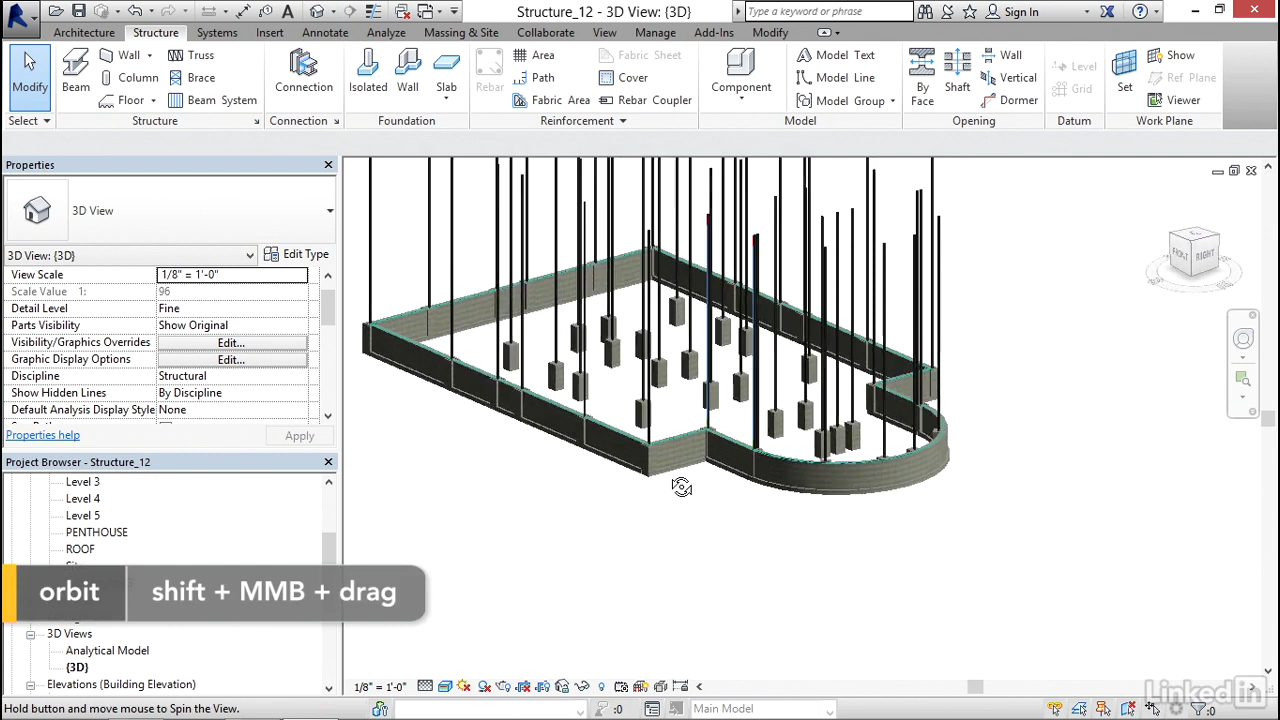 Structure_12 - 3D View: {3D}
Type a keyword or phrase
Sign In
Architecture Structure Systems Insert Annotate Analyze Massing & Site Collaborate View Manage Add-Ins Modify
Modify
Beam
Wall
Column
Floor
Truss
Brace
Beam System
Connection
Isolated
Wall
Slab
Rebar
Area
Path
Fabric Area
Fabric Sheet
Cover
Rebar Coupler
Component
Model Text
Model Line
Model Group
By
Face
Shaft
Wall
Vertical
Dormer
Level
Grid
Set
Show
Ref Plane
Viewer
Select Structure Connection Foundation Reinforcement Model Opening Datum Work Plane
Properties
3D View
3D View: {3D} Edit Type
View Scale 1/8" = 1'-0"
Scale Value 1: 96
Detail Level Fine
Parts Visibility Show Original
Visibility/Graphics Overrides Edit...
Graphic Display Options Edit...
Discipline Structural
Show Hidden Lines By Discipline
Default Analysis Display Style None
Properties help Apply
Project Browser - Structure_12
Level 3
Level 4
Level 5
PENTHOUSE
ROOF
orbit shift + MMB + drag
3D Views
Analytical Model
{3D}
Elevations (Building Elevation)
RIGHT
1/8" = 1'-0"
Hold button and move mouse to Spin the View.
:0
Main Model
:0
Linked in